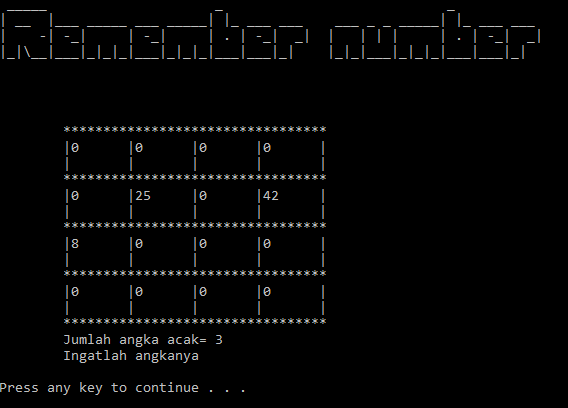 Remember number
|0 |0 |0 |0 |
|0 |25 |0 |42 |
|8 |0 |0 |0 |
|0 |0 |0 |0 |
Jumlah angka acak= 3
Ingatlah angkanya
Press any key to continue . . .